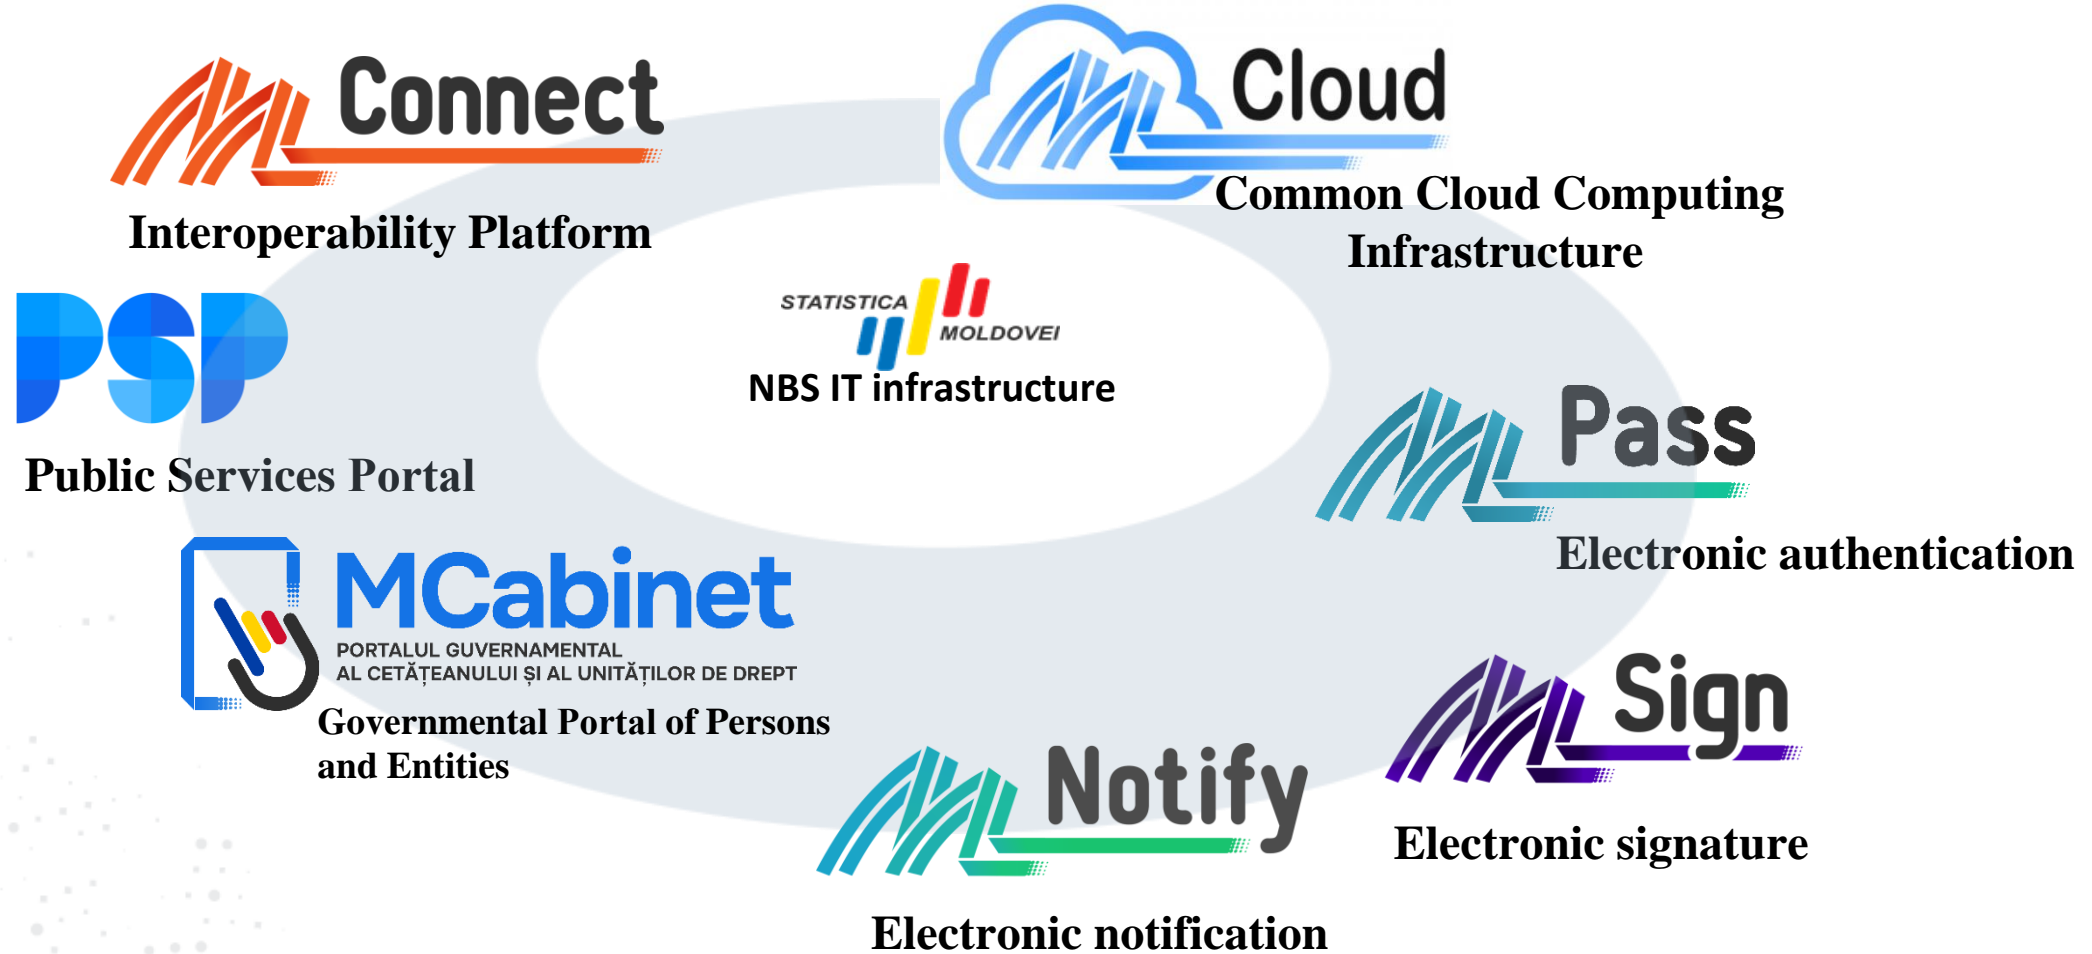 Connect
Interoperability Platform
Cloud
Common Cloud Computing
Infrastructure
STATISTICA
MOLDOVEI
NBS IT infrastructure
PSP
Public Services Portal
Pass
Electronic authentication
MCabinet
PORTALUL GUVERNAMENTAL
AL CETĂȚEANULUI ȘI AL UNITĂȚILOR DE DREPT
Governmental Portal of Persons
and Entities
Sign
Electronic signature
Notify
Electronic notification